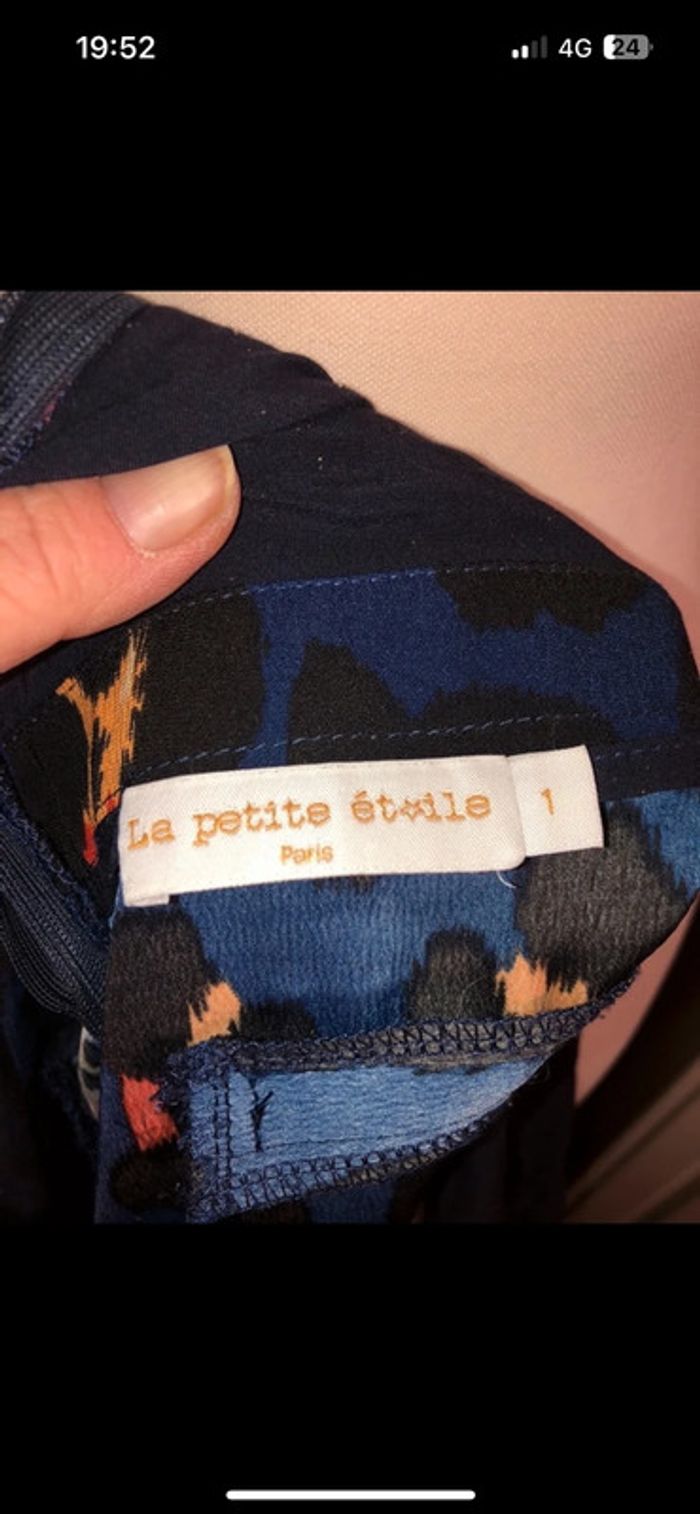 19:52
4G 24
La petite étoile 1
Paris